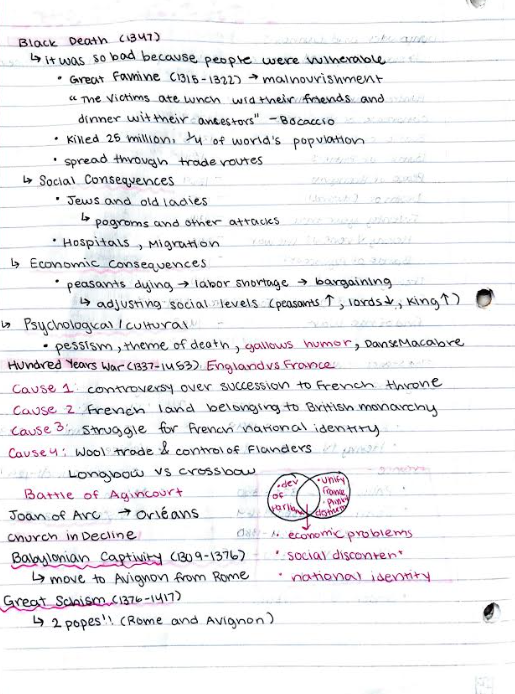 Black Death (1347)
↳ it was so bad because people were vulnerable
• Great Famine (1315-1322) → malnourishment
"The victims ate lunch wid their friends and
dinner wit their ancestors" - Bocaccio
• killed 25 million, 1/4 of world's population
• spread through trade routes
↳ Social Consequences
• Jews and old ladies
↳ pogroms and other attacks
• Hospitals, Migration
↳ Economic Consequences
• peasants dying → labor shortage → bargaining
↳ adjusting social levels (peasants ↑, lords ↓, King ↑)
↳ Psychological/cultural
• pessism, theme of death, gallows humor, Danse Macabre
Hundred Years War (1337-1453) England vs France
Cause 1: controversy over succession to French throne
Cause 2: French land belonging to British monarchy
Cause 3: struggle for French national identity
Cause 4: Wool trade & control of Flanders
Longbow vs crossbow
Battle of Agincourt
• dev of
• unify France
Joan of Arc → Orléans
church in Decline
• economic problems
Babylonian Captivity (1309-1376)
• social discontent
↳ move to Avignon from Rome
• national identity
Great Schism (1376-1417)
↳ 2 popes!! (Rome and Avignon)